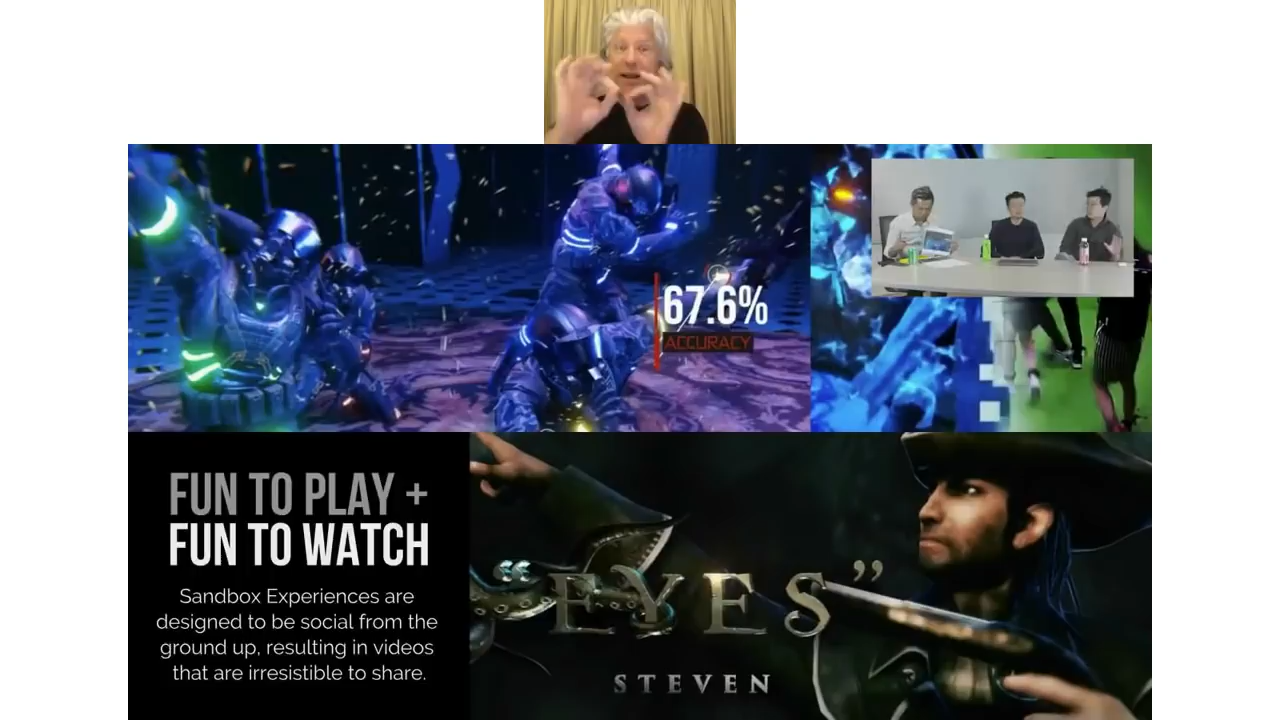 67.6%
ACCURACY
FUN TO PLAY +
FUN TO WATCH
Sandbox Experiences are
designed to be social from the
ground up, resulting in videos
that are irresistible to share.
“EYES”
STEVEN